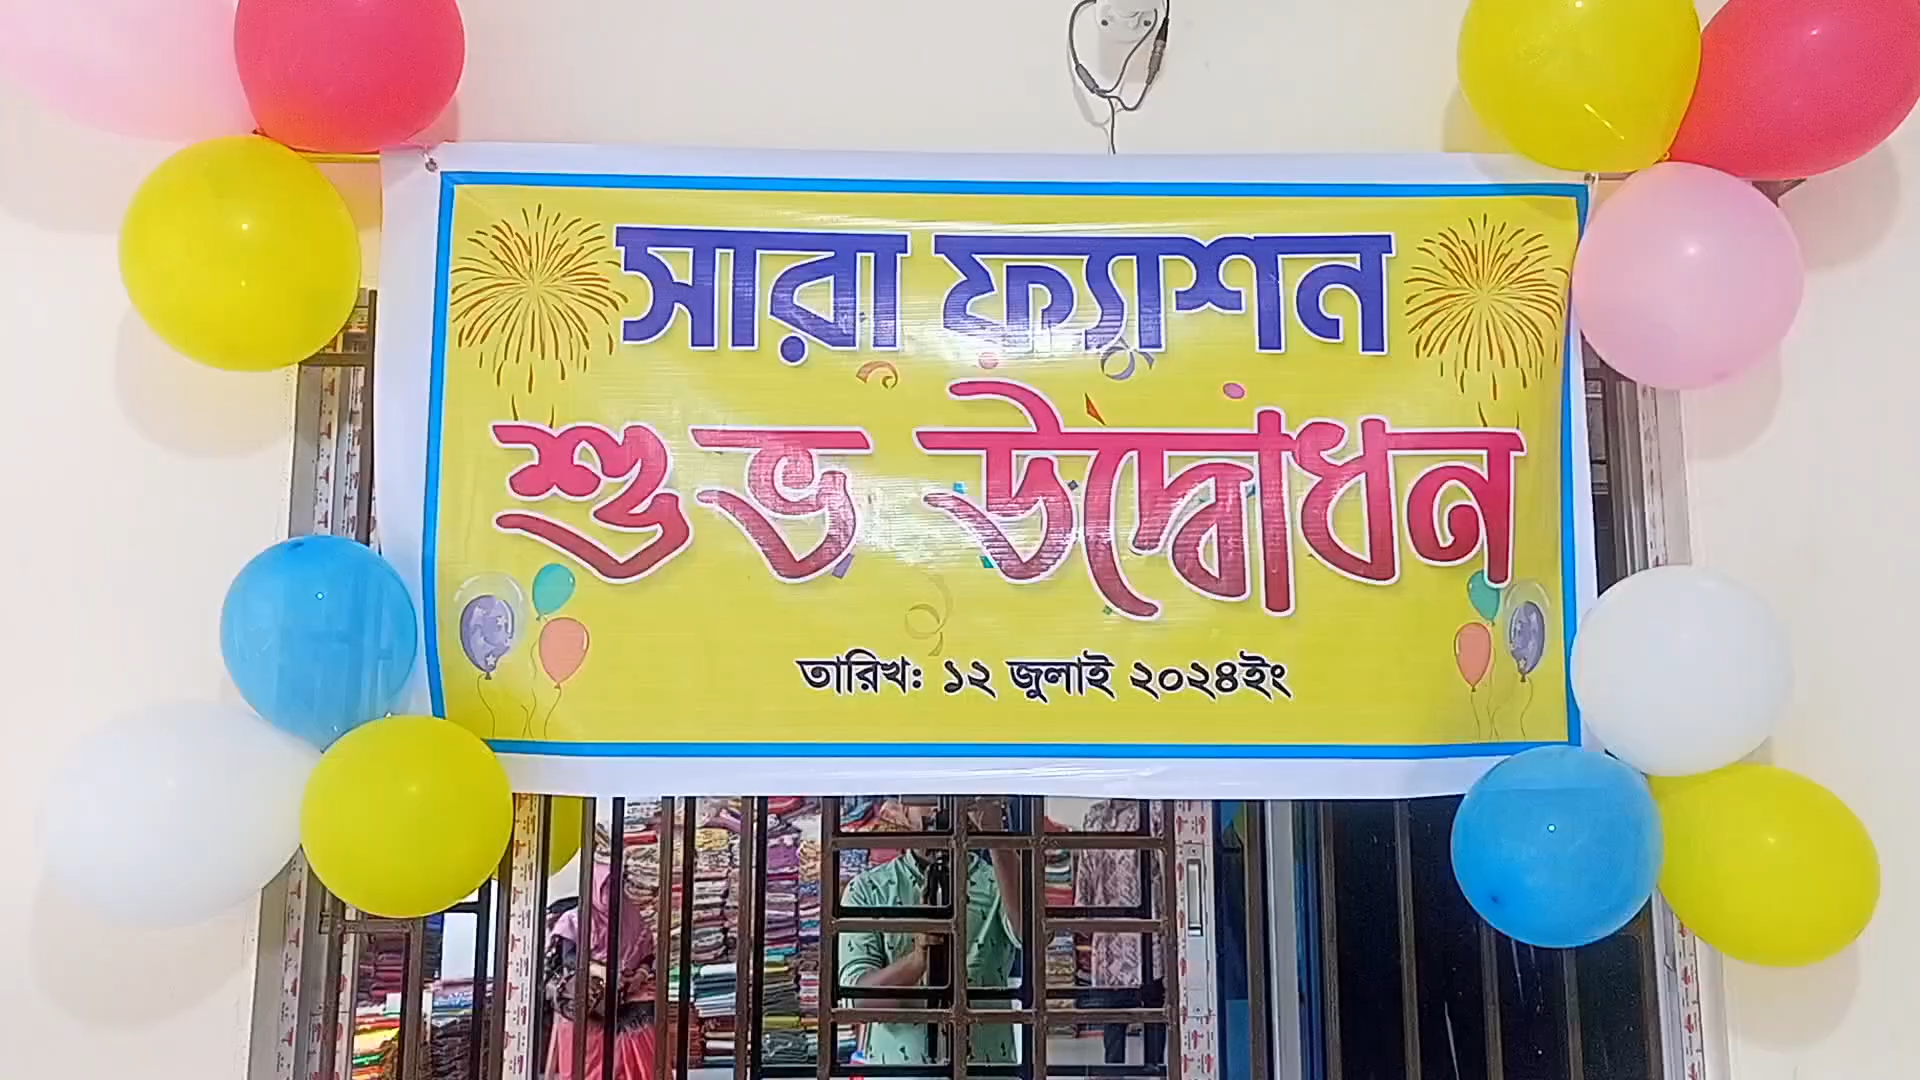 সারা ফ্যাশন
শুভ উদ্বোধন
তারিখ: ১২ জুলাই ২০২৪ইং